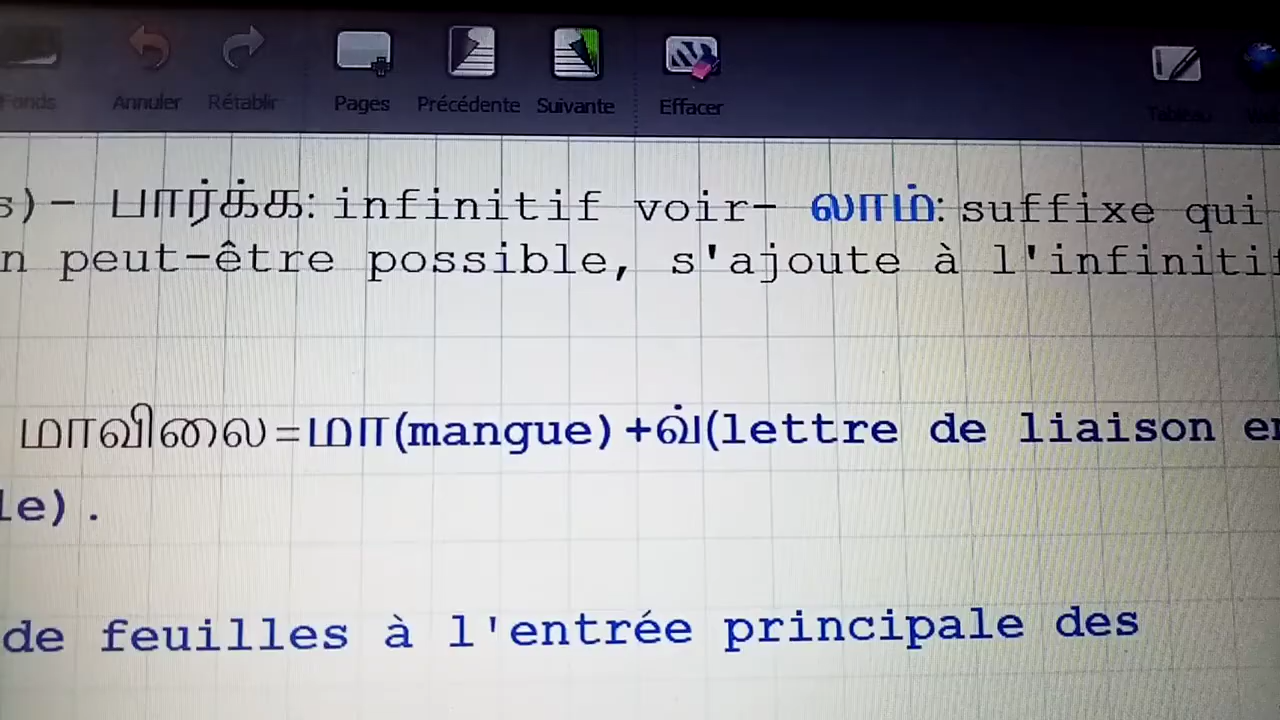 Fonds Annuler Rétablir Pages Précédente Suivante Effacer Tableau
s)- பார்க்க: infinitif voir- லாம்: suffixe qui
n peut-être possible, s'ajoute à l'infinitif
மாவிலை=மா(mangue) +வ்(lettre de liaison en
le).
de feuilles à l'entrée principale des